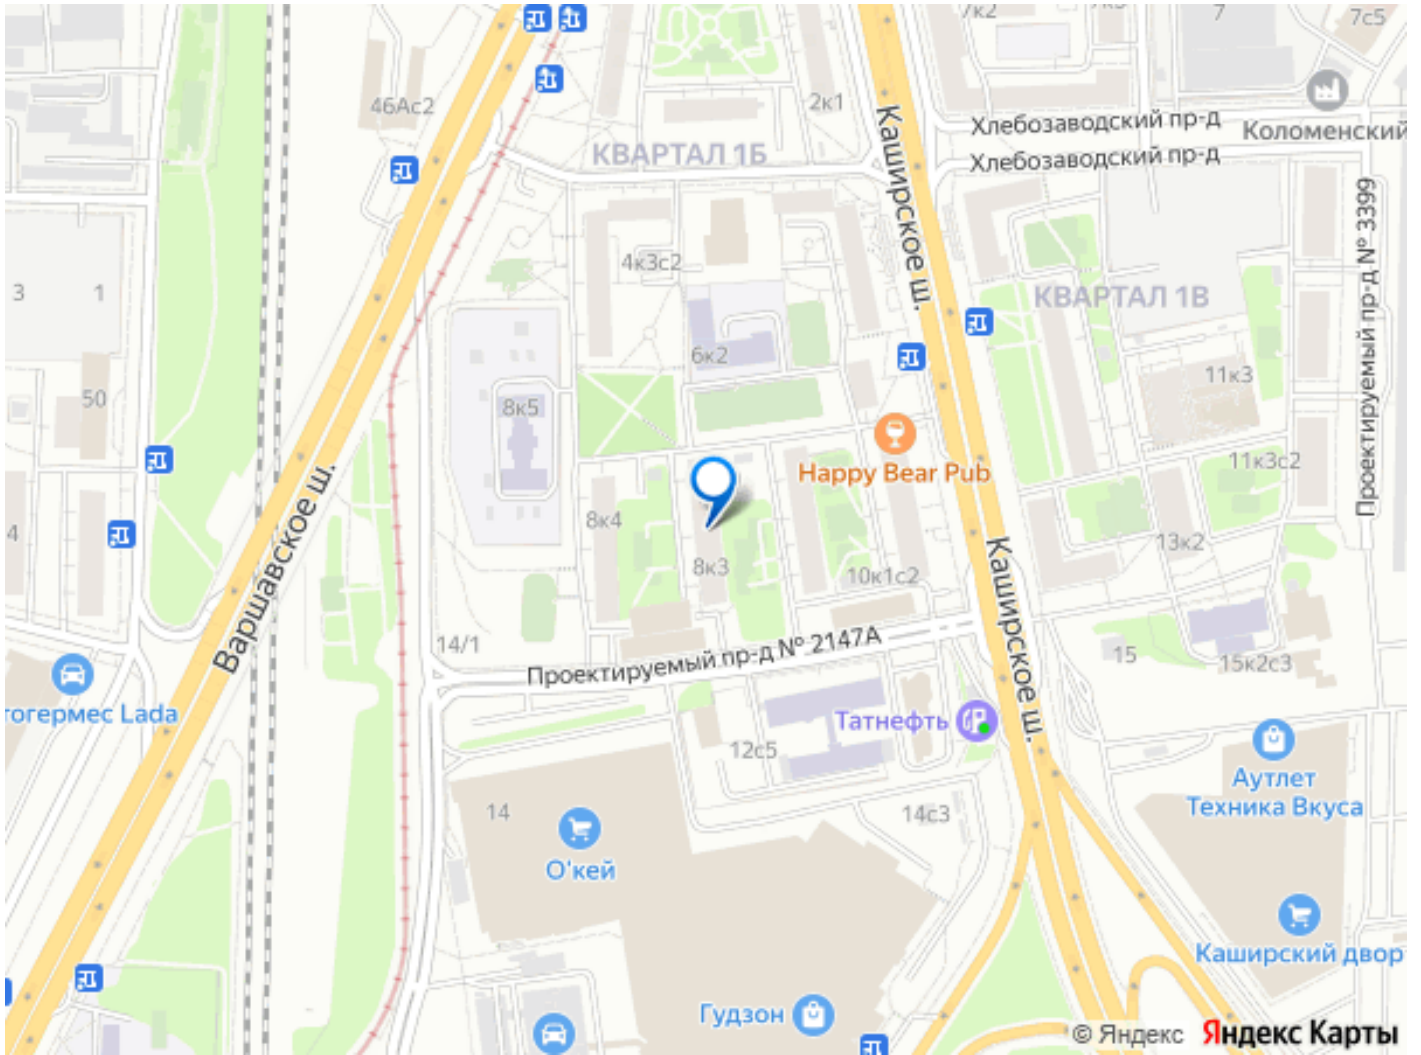 /к2
7
7с5
46Ас2
2к1
Хлебозаводский пр-д
Коломенский
КВАРТАЛ 1Б
Хлебозаводский пр-д
Каширское ш.
Проектируемый пр-д № 3399
4к3с2
3
1
КВАРТАЛ 1В
6к2
11к3
50
8к5
Happy Bear Pub
11к3с2
Варшавское ш.
8к4
4
13к2
8к3
10к1с2
Каширское ш.
14/1
Проектируемый пр-д № 2147А
15
15к2с3
тогермес Lada
Татнефть
12с5
Аутлет
Техника Вкуса
14
14с3
О'кей
Каширский двор
Гудзон
© Яндекс Яндекс Карты